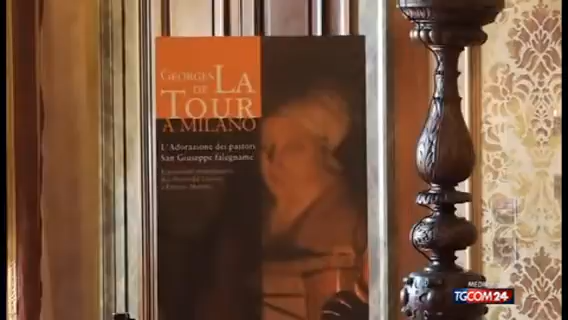 GEORGES
DE LA
TOUR
A MILANO
L'Adorazione dei pastori
San Giuseppe falegname
TGCOM24